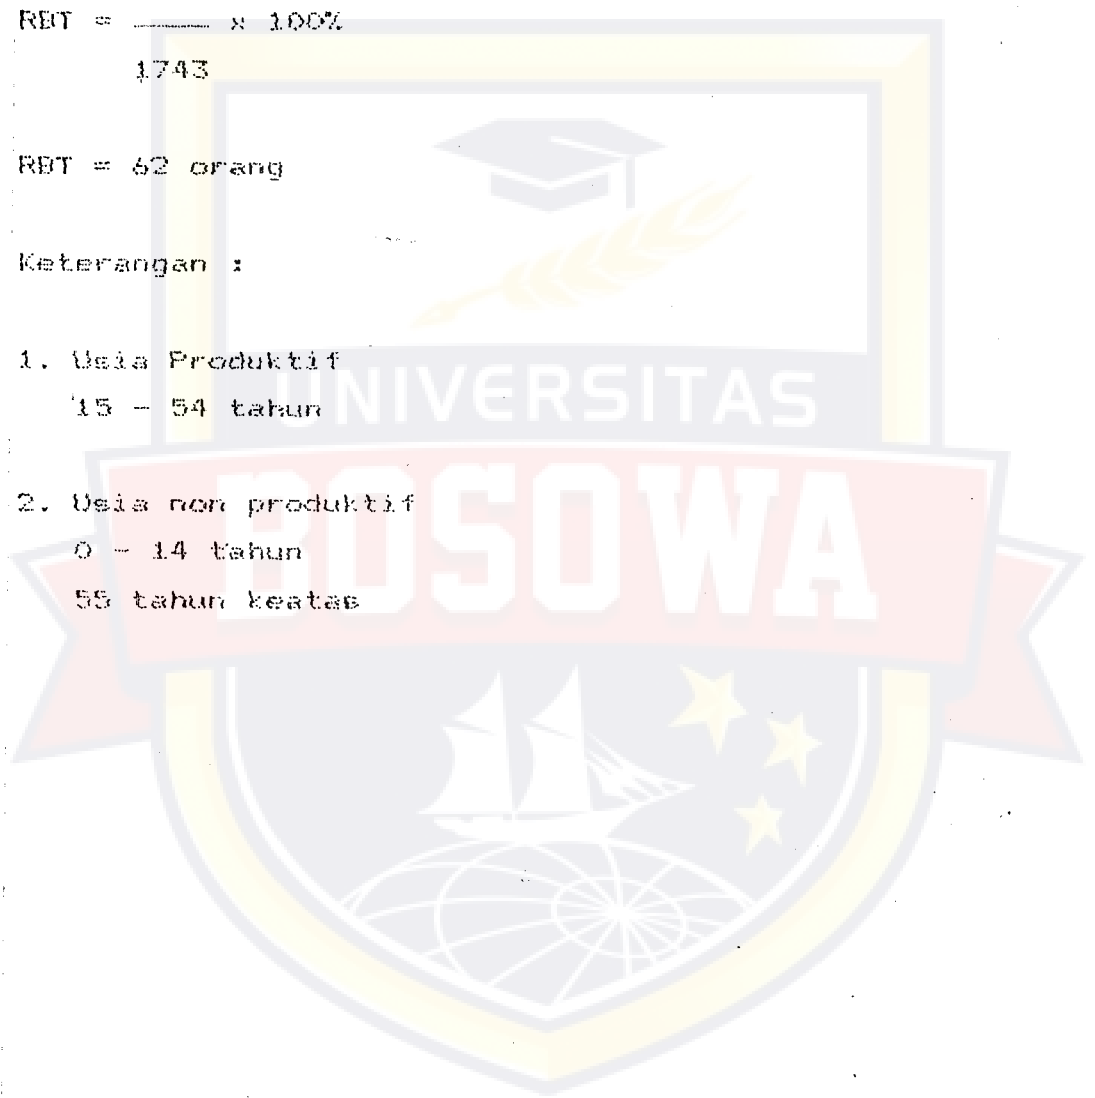 RBT = ——— x 100%
1743
RBT = 62 orang
Keterangan :
1. Usia Produktif
15 - 54 tahun
UNIVERSITAS
2. Usia non produktif
BOSOWA
0 - 14 tahun
55 tahun keatas